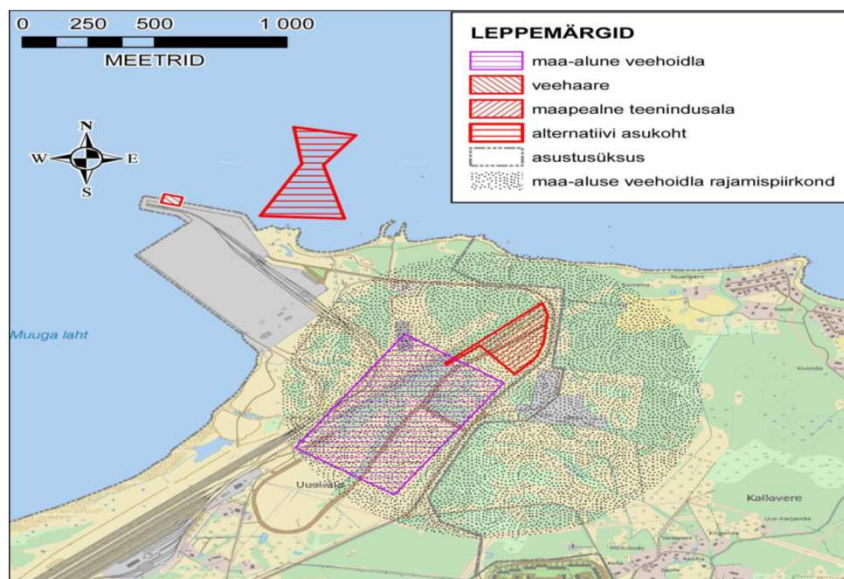 0 250 500 1 000
MEETRID
LEPPEMÄRGID
maa-alune veehoidla
veehaare
maapealne teenindusala
alternatiivi asukoht
asustusüksus
maa-aluse veehoidla rajamispiirkond
N
W E
S
Muuga laht
Kallavere